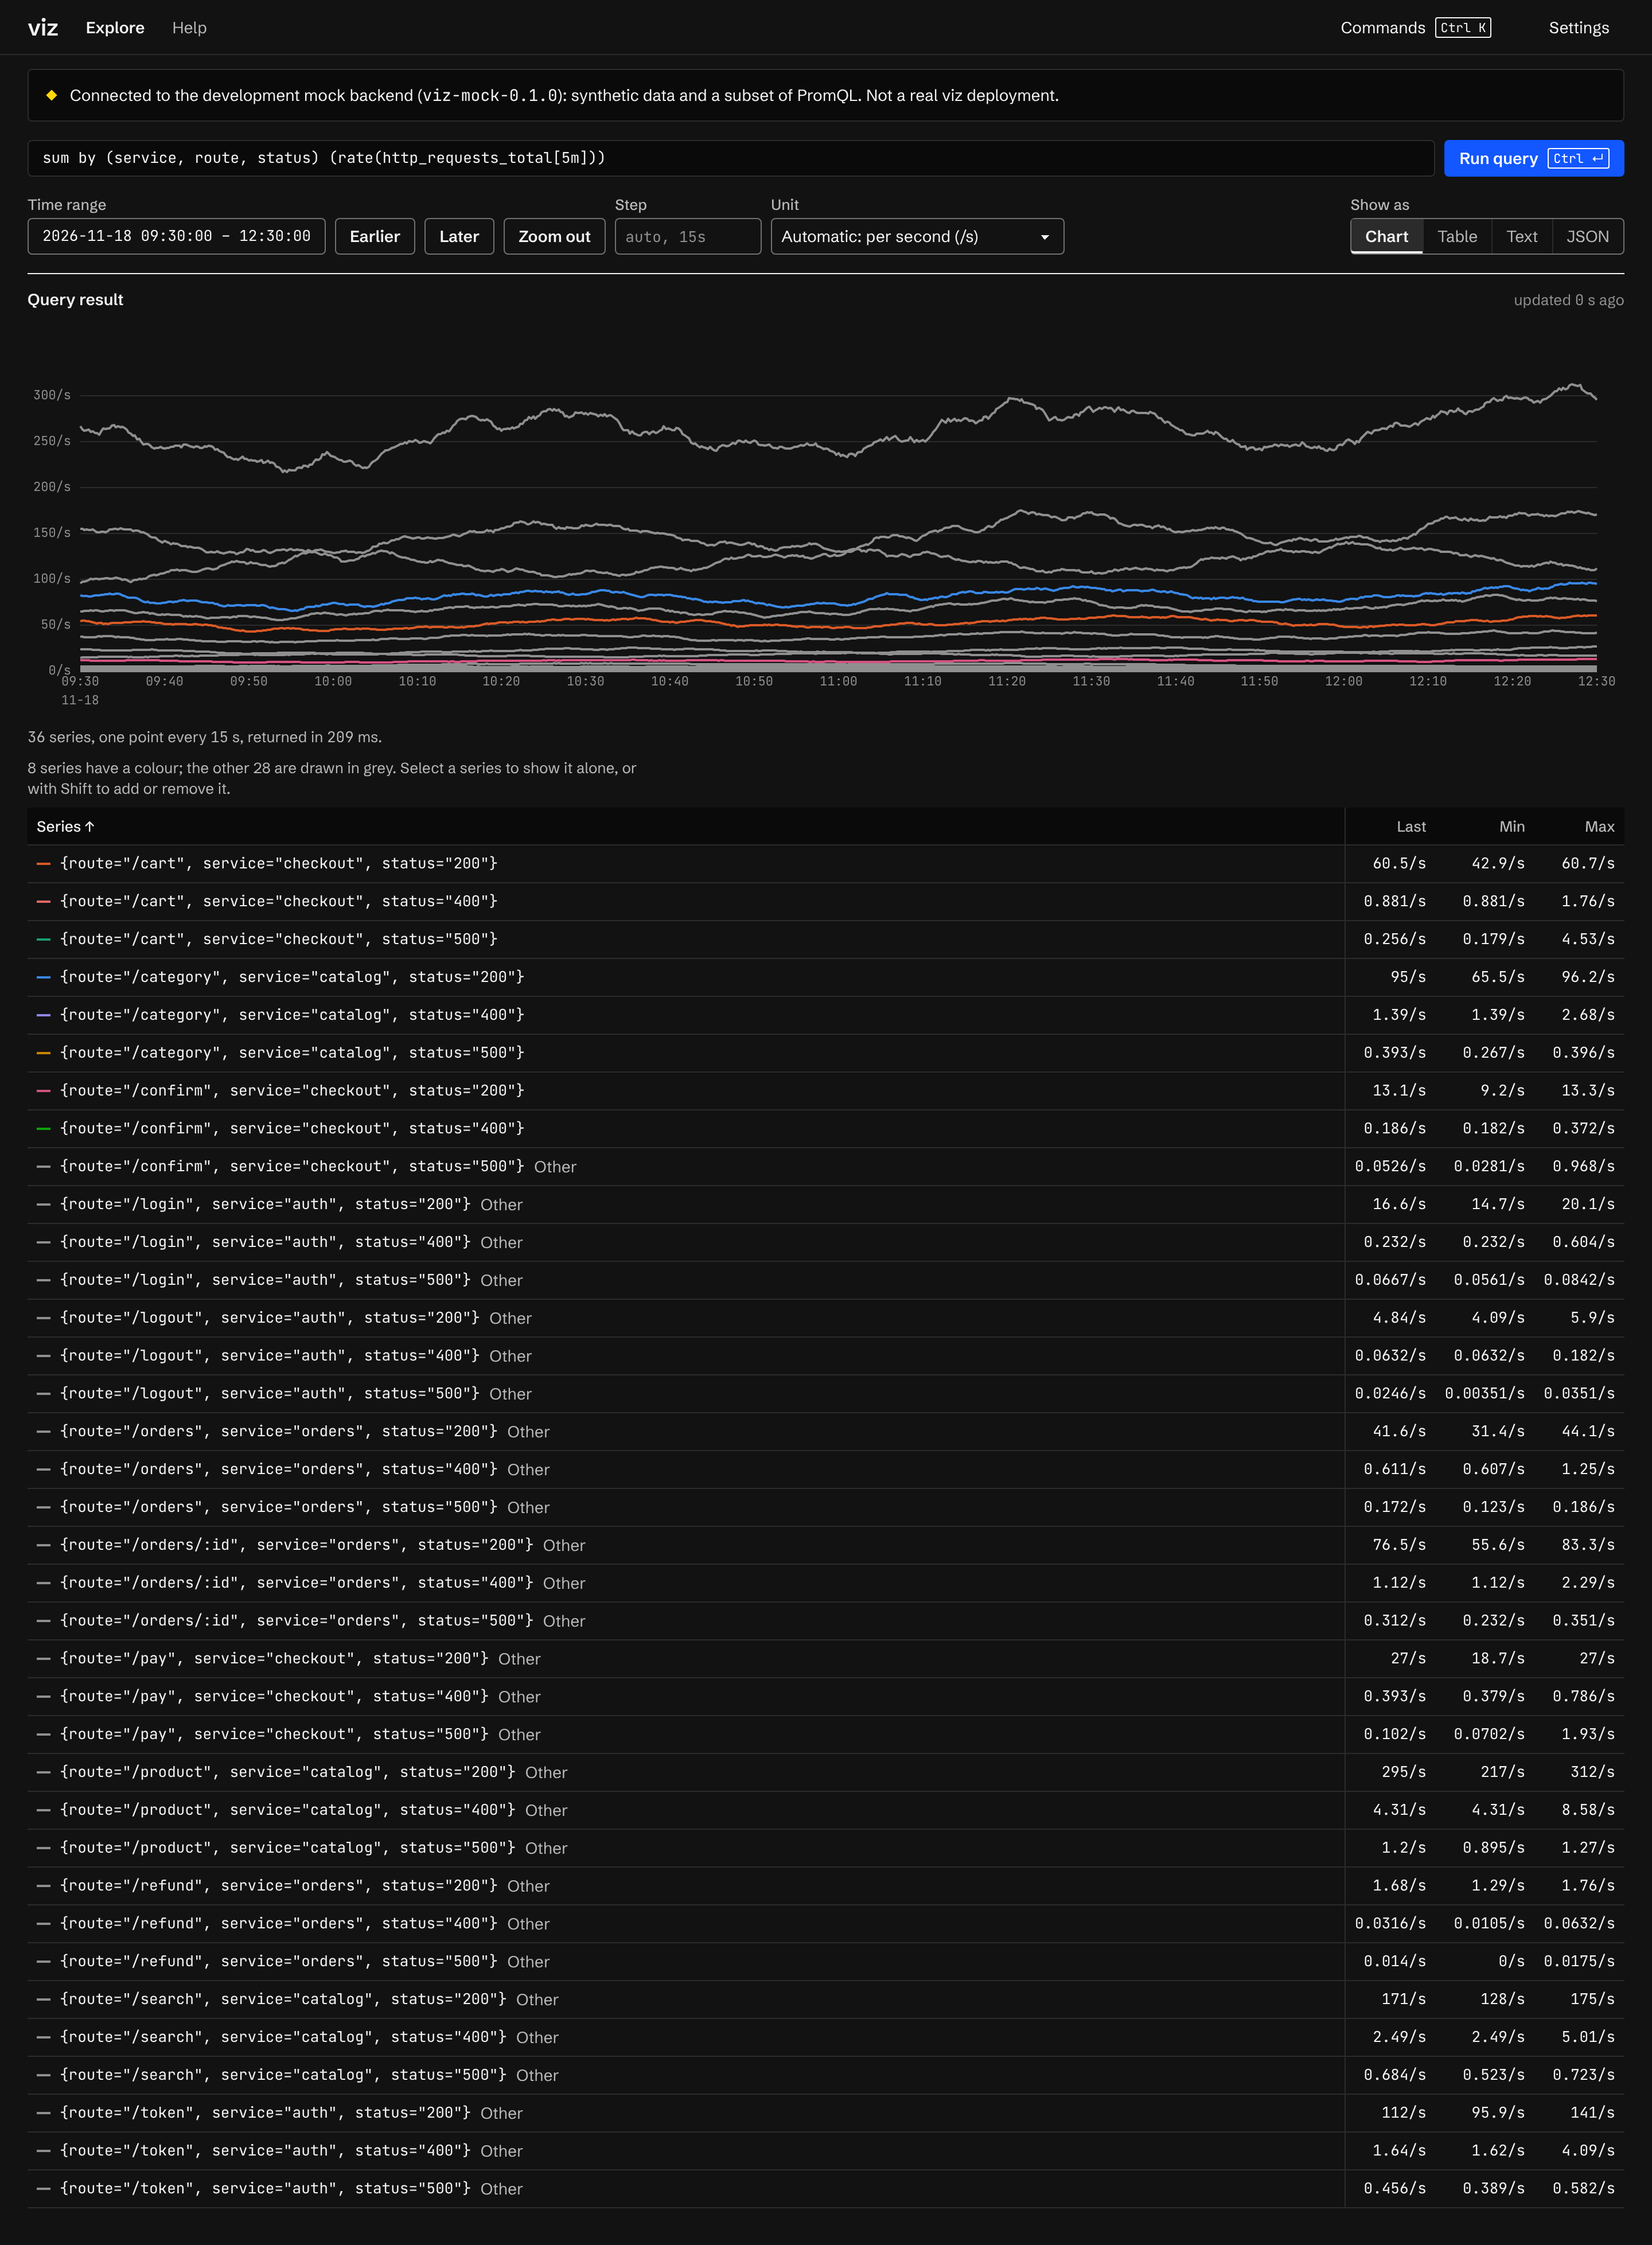 viz Explore Help Commands Ctrl K Settings
Connected to the development mock backend (viz-mock-0.1.0): synthetic data and a subset of PromQL. Not a real viz deployment.
sum by (service, route, status) (rate(http_requests_total[5m])) Run query Ctrl ↵
Time range Step Unit Show as
2026-11-18 09:30:00 – 12:30:00 Earlier Later Zoom out auto, 15s Automatic: per second (/s) Chart Table Text JSON
Query result updated 0 s ago
300/s
250/s
200/s
150/s
100/s
50/s
0/s
09:30 09:40 09:50 10:00 10:10 10:20 10:30 10:40 10:50 11:00 11:10 11:20 11:30 11:40 11:50 12:00 12:10 12:20 12:30
11-18
36 series, one point every 15 s, returned in 209 ms.
8 series have a colour; the other 28 are drawn in grey. Select a series to show it alone, or
with Shift to add or remove it.
Series ↑ Last Min Max
{route="/cart", service="checkout", status="200"} 60.5/s 42.9/s 60.7/s
{route="/cart", service="checkout", status="400"} 0.881/s 0.881/s 1.76/s
{route="/cart", service="checkout", status="500"} 0.256/s 0.179/s 4.53/s
{route="/category", service="catalog", status="200"} 95/s 65.5/s 96.2/s
{route="/category", service="catalog", status="400"} 1.39/s 1.39/s 2.68/s
{route="/category", service="catalog", status="500"} 0.393/s 0.267/s 0.396/s
{route="/confirm", service="checkout", status="200"} 13.1/s 9.2/s 13.3/s
{route="/confirm", service="checkout", status="400"} 0.186/s 0.182/s 0.372/s
{route="/confirm", service="checkout", status="500"} Other 0.0526/s 0.0281/s 0.968/s
{route="/login", service="auth", status="200"} Other 16.6/s 14.7/s 20.1/s
{route="/login", service="auth", status="400"} Other 0.232/s 0.232/s 0.604/s
{route="/login", service="auth", status="500"} Other 0.0667/s 0.0561/s 0.0842/s
{route="/logout", service="auth", status="200"} Other 4.84/s 4.09/s 5.9/s
{route="/logout", service="auth", status="400"} Other 0.0632/s 0.0632/s 0.182/s
{route="/logout", service="auth", status="500"} Other 0.0246/s 0.00351/s 0.0351/s
{route="/orders", service="orders", status="200"} Other 41.6/s 31.4/s 44.1/s
{route="/orders", service="orders", status="400"} Other 0.611/s 0.607/s 1.25/s
{route="/orders", service="orders", status="500"} Other 0.172/s 0.123/s 0.186/s
{route="/orders/:id", service="orders", status="200"} Other 76.5/s 55.6/s 83.3/s
{route="/orders/:id", service="orders", status="400"} Other 1.12/s 1.12/s 2.29/s
{route="/orders/:id", service="orders", status="500"} Other 0.312/s 0.232/s 0.351/s
{route="/pay", service="checkout", status="200"} Other 27/s 18.7/s 27/s
{route="/pay", service="checkout", status="400"} Other 0.393/s 0.379/s 0.786/s
{route="/pay", service="checkout", status="500"} Other 0.102/s 0.0702/s 1.93/s
{route="/product", service="catalog", status="200"} Other 295/s 217/s 312/s
{route="/product", service="catalog", status="400"} Other 4.31/s 4.31/s 8.58/s
{route="/product", service="catalog", status="500"} Other 1.2/s 0.895/s 1.27/s
{route="/refund", service="orders", status="200"} Other 1.68/s 1.29/s 1.76/s
{route="/refund", service="orders", status="400"} Other 0.0316/s 0.0105/s 0.0632/s
{route="/refund", service="orders", status="500"} Other 0.014/s 0/s 0.0175/s
{route="/search", service="catalog", status="200"} Other 171/s 128/s 175/s
{route="/search", service="catalog", status="400"} Other 2.49/s 2.49/s 5.01/s
{route="/search", service="catalog", status="500"} Other 0.684/s 0.523/s 0.723/s
{route="/token", service="auth", status="200"} Other 112/s 95.9/s 141/s
{route="/token", service="auth", status="400"} Other 1.64/s 1.62/s 4.09/s
{route="/token", service="auth", status="500"} Other 0.456/s 0.389/s 0.582/s